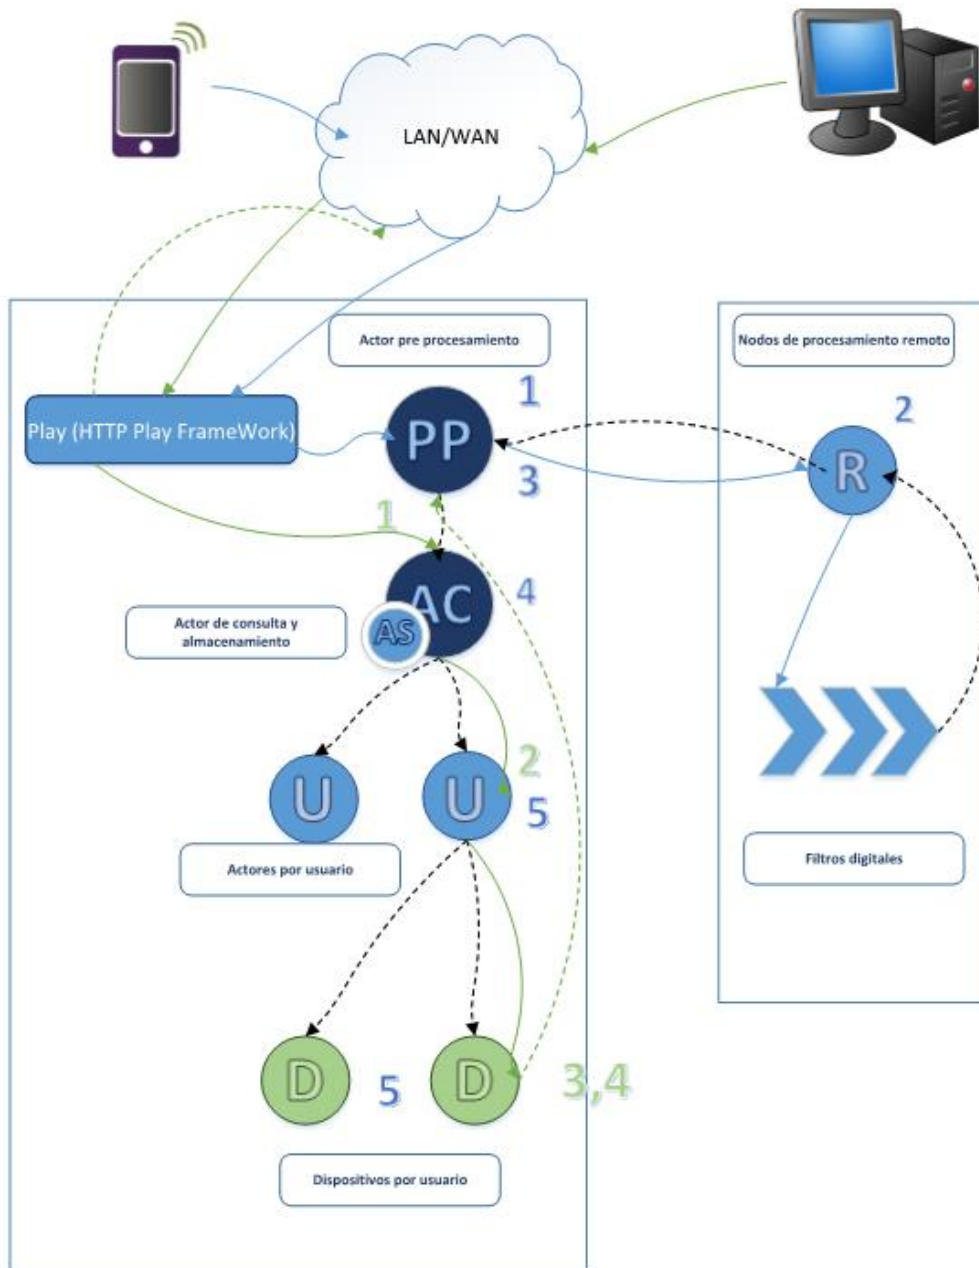 LAN/WAN
Actor pre procesamiento
Nodos de procesamiento remoto
Play (HTTP Play FrameWork)
PP
1
3
2
R
1
AC
AS
4
Actor de consulta y
almacenamiento
U
U
2
5
Actores por usuario
Filtros digitales
D
5
D
3,4
Dispositivos por usuario